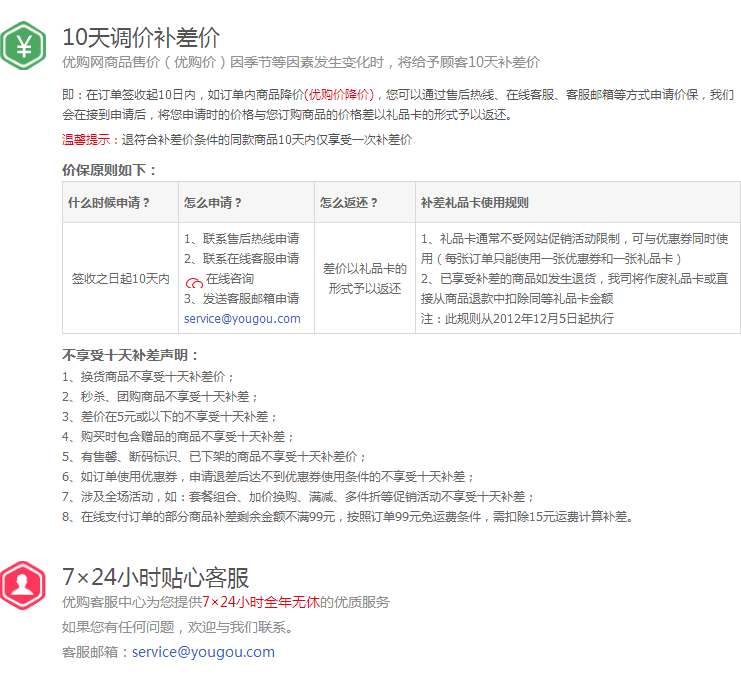 10天调价补差价
优购网商品售价（优购价）因季节等因素发生变化时，将给予顾客10天补差价
即：在订单签收起10日内，如订单内商品降价(优购价降价)，您可以通过售后热线、在线客服、客服邮箱等方式申请价保，我们
会在接到申请后，将您申请时的价格与您订购商品的价格差以礼品卡的形式予以返还。
温馨提示：退符合补差价条件的同款商品10天内仅享受一次补差价
价保原则如下：
什么时候申请？
怎么申请？
怎么返还？
补差礼品卡使用规则
签收之日起10天内
1、联系售后热线申请
2、联系在线客服申请
在线咨询
3、发送客服邮箱申请
service@yougou.com
差价以礼品卡的
形式予以返还
1、礼品卡通常不受网站促销活动限制，可与优惠券同时使
用（每张订单只能使用一张优惠券和一张礼品卡）
2、已享受补差的商品如发生退货，我司将作废礼品卡或直
接从商品退款中扣除同等礼品卡金额
注：此规则从2012年12月5日起执行
不享受十天补差声明：
1、换货商品不享受十天补差价；
2、秒杀、团购商品不享受十天补差；
3、差价在5元或以下的不享受十天补差；
4、购买时包含赠品的商品不享受十天补差；
5、有售馨、断码标识、已下架的商品不享受十天补差价；
6、如订单使用优惠券，申请退差后达不到优惠券使用条件的不享受十天补差；
7、涉及全场活动，如：套餐组合、加价换购、满减、多件折等促销活动不享受十天补差；
8、在线支付订单的部分商品补差剩余金额不满99元，按照订单99元免运费条件，需扣除15元运费计算补差。
7×24小时贴心客服
优购客服中心为您提供7×24小时全年无休的优质服务
如果您有任何问题，欢迎与我们联系。
客服邮箱：service@yougou.com